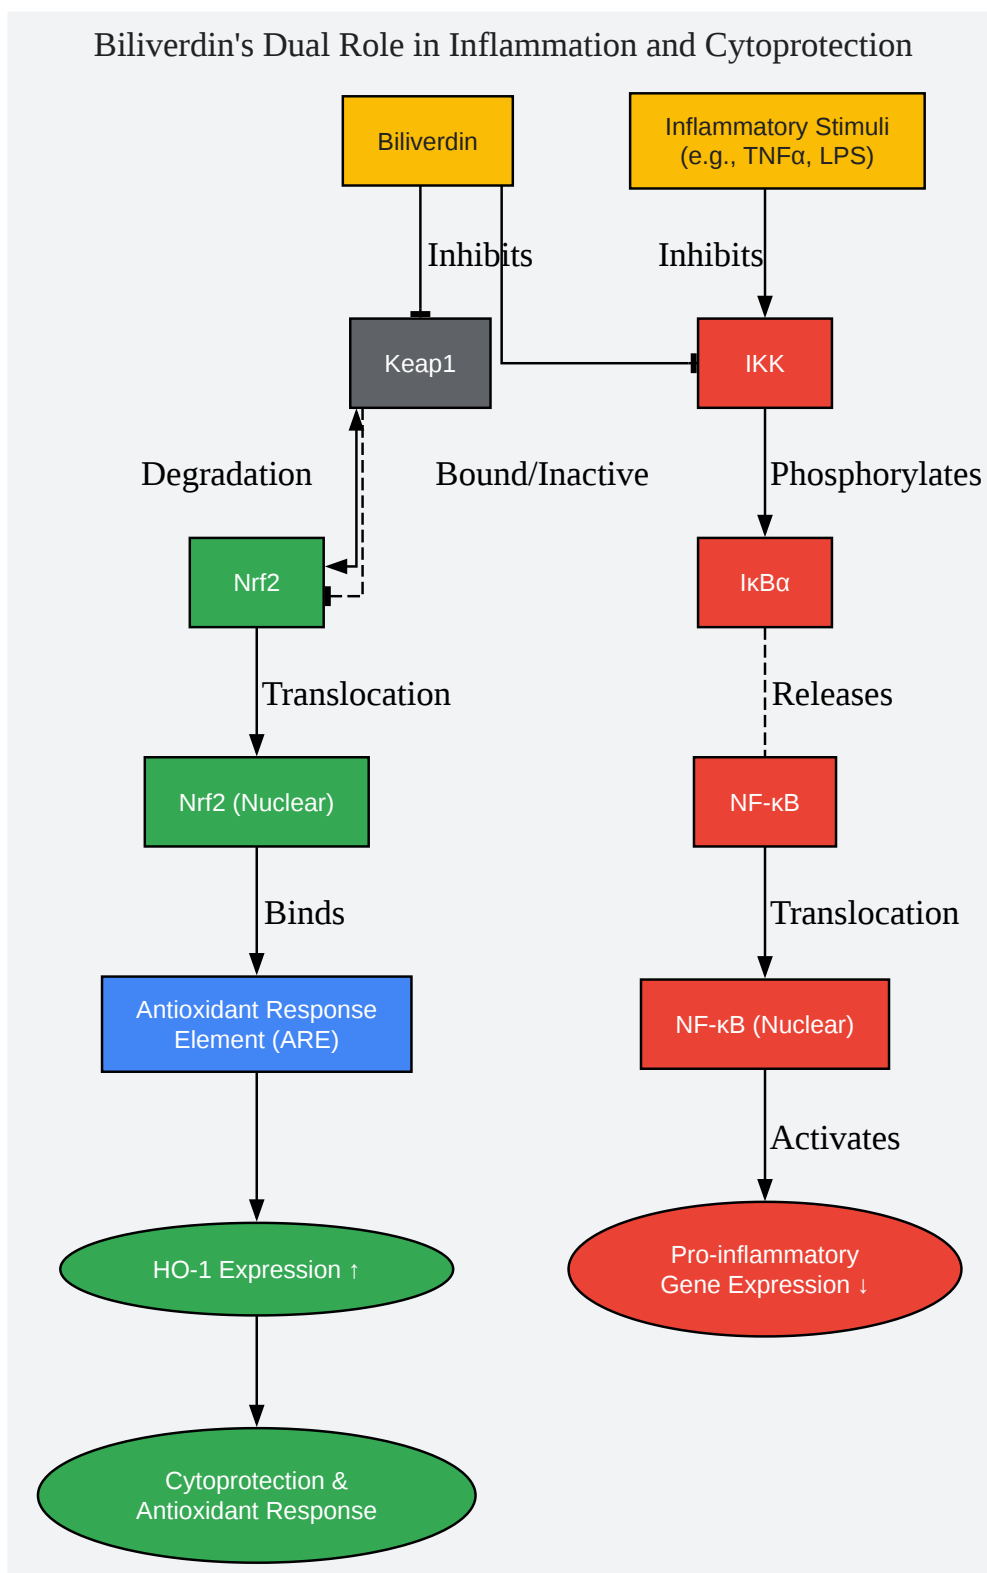 Biliverdin's Dual Role in Inflammation and Cytoprotection
Biliverdin
Inflammatory Stimuli
(e.g., TNFα, LPS)
Inhibits
Inhibits
Keap1
IKK
Degradation
Bound/Inactive
Phosphorylates
Nrf2
IκBα
Translocation
Releases
Nrf2 (Nuclear)
NF-κB
Binds
Translocation
Antioxidant Response
Element (ARE)
NF-κB (Nuclear)
Activates
HO-1 Expression ↑
Pro-inflammatory
Gene Expression ↓
Cytoprotection &
Antioxidant Response